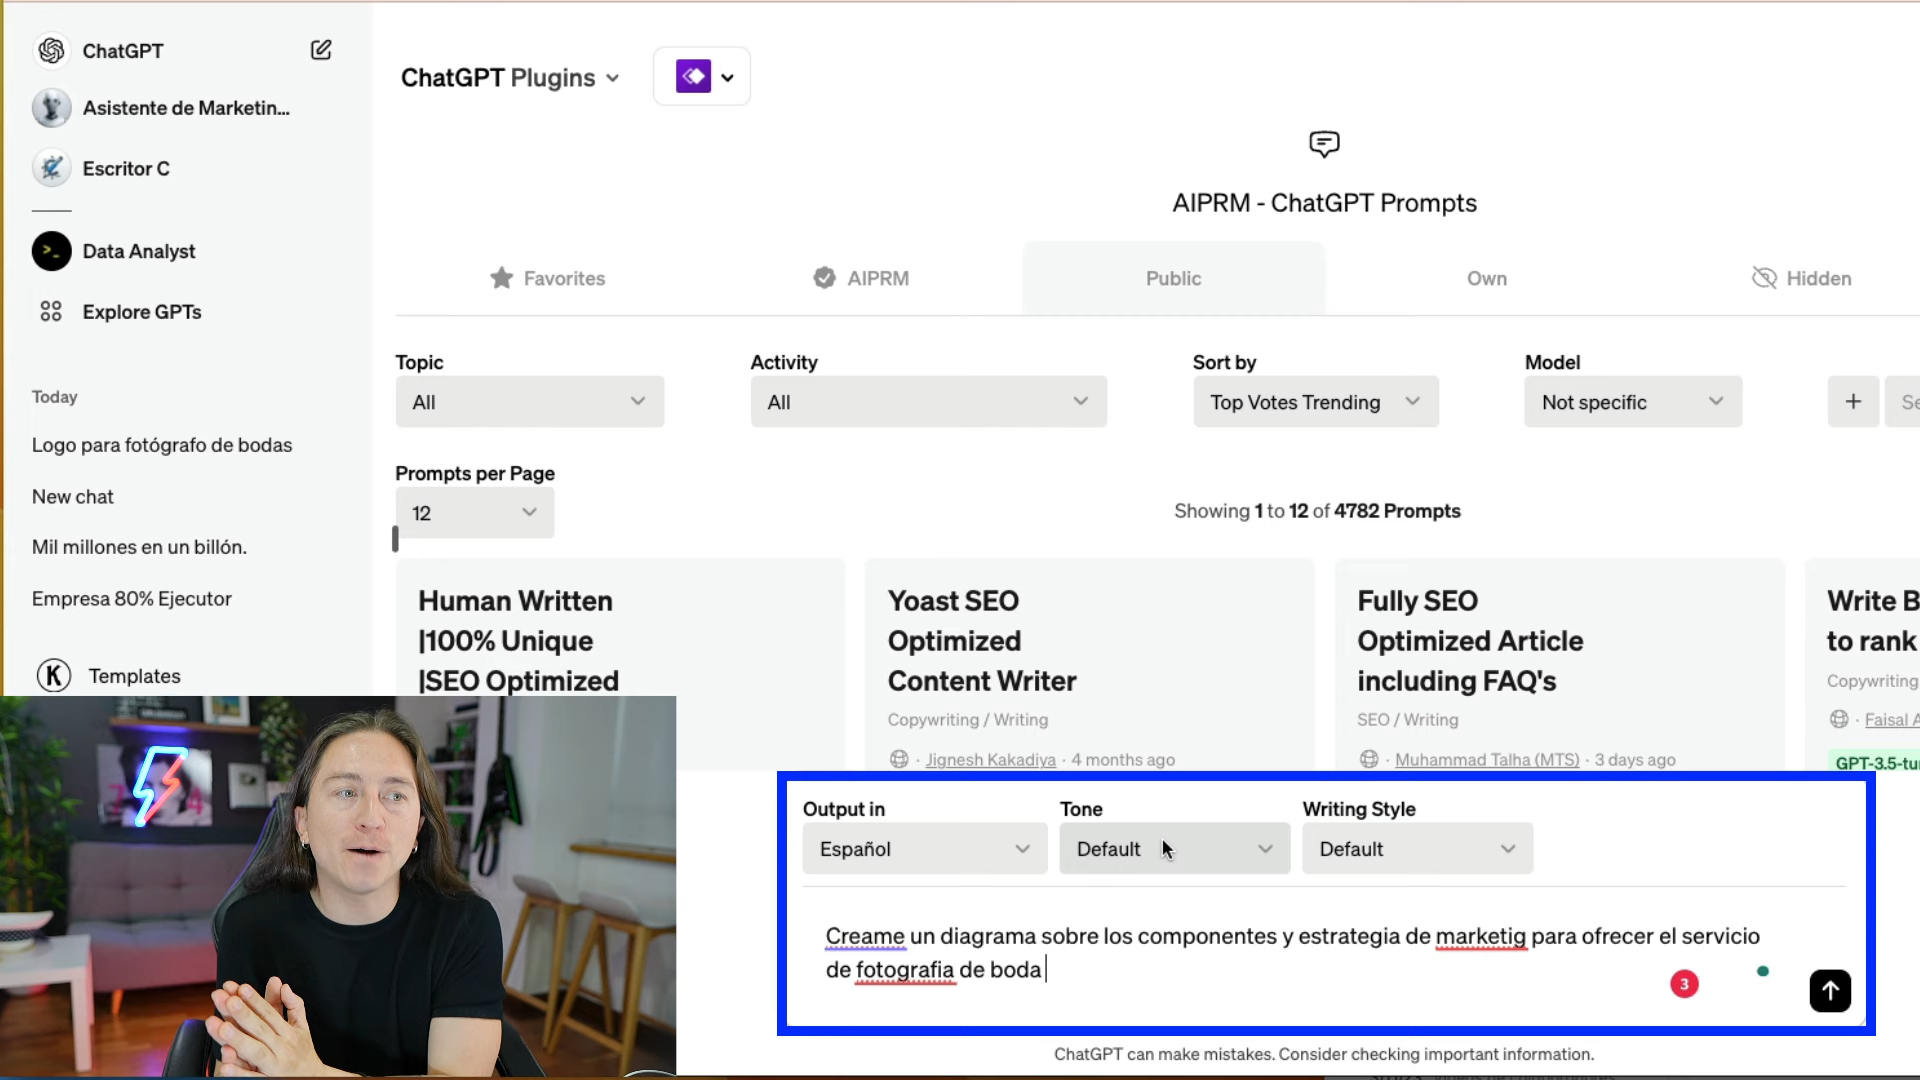 ChatGPT
Asistente de Marketin...
Escritor C
Data Analyst
Explore GPTs
Today
Logo para fotógrafo de bodas
New chat
Mil millones en un billón.
Empresa 80% Ejecutor
Templates
ChatGPT Plugins
AIPRM - ChatGPT Prompts
Favorites
AIPRM
Public
Own
Hidden
Topic
All
Activity
All
Sort by
Top Votes Trending
Model
Not specific
+
Se
Prompts per Page
12
Showing 1 to 12 of 4782 Prompts
Human Written
|100% Unique
|SEO Optimized
Yoast SEO
Optimized
Content Writer
Copywriting / Writing
· Jignesh Kakadiya · 4 months ago
Fully SEO
Optimized Article
including FAQ's
SEO / Writing
· Muhammad Talha (MTS) · 3 days ago
Write B
to rank
Copywriting
· Faisal A
GPT-3.5-tu
Output in
Español
Tone
Default
Writing Style
Default
Creame un diagrama sobre los componentes y estrategia de marketig para ofrecer el servicio
de fotografia de boda
3
ChatGPT can make mistakes. Consider checking important information.